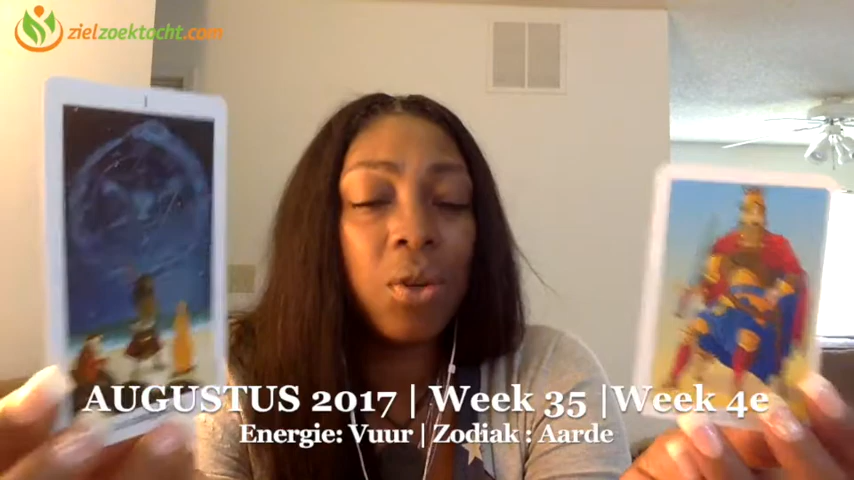 zielzoektocht.com
I
AUGUSTUS 2017 | Week 35 |Week 4e
Energie: Vuur | Zodiak : Aarde